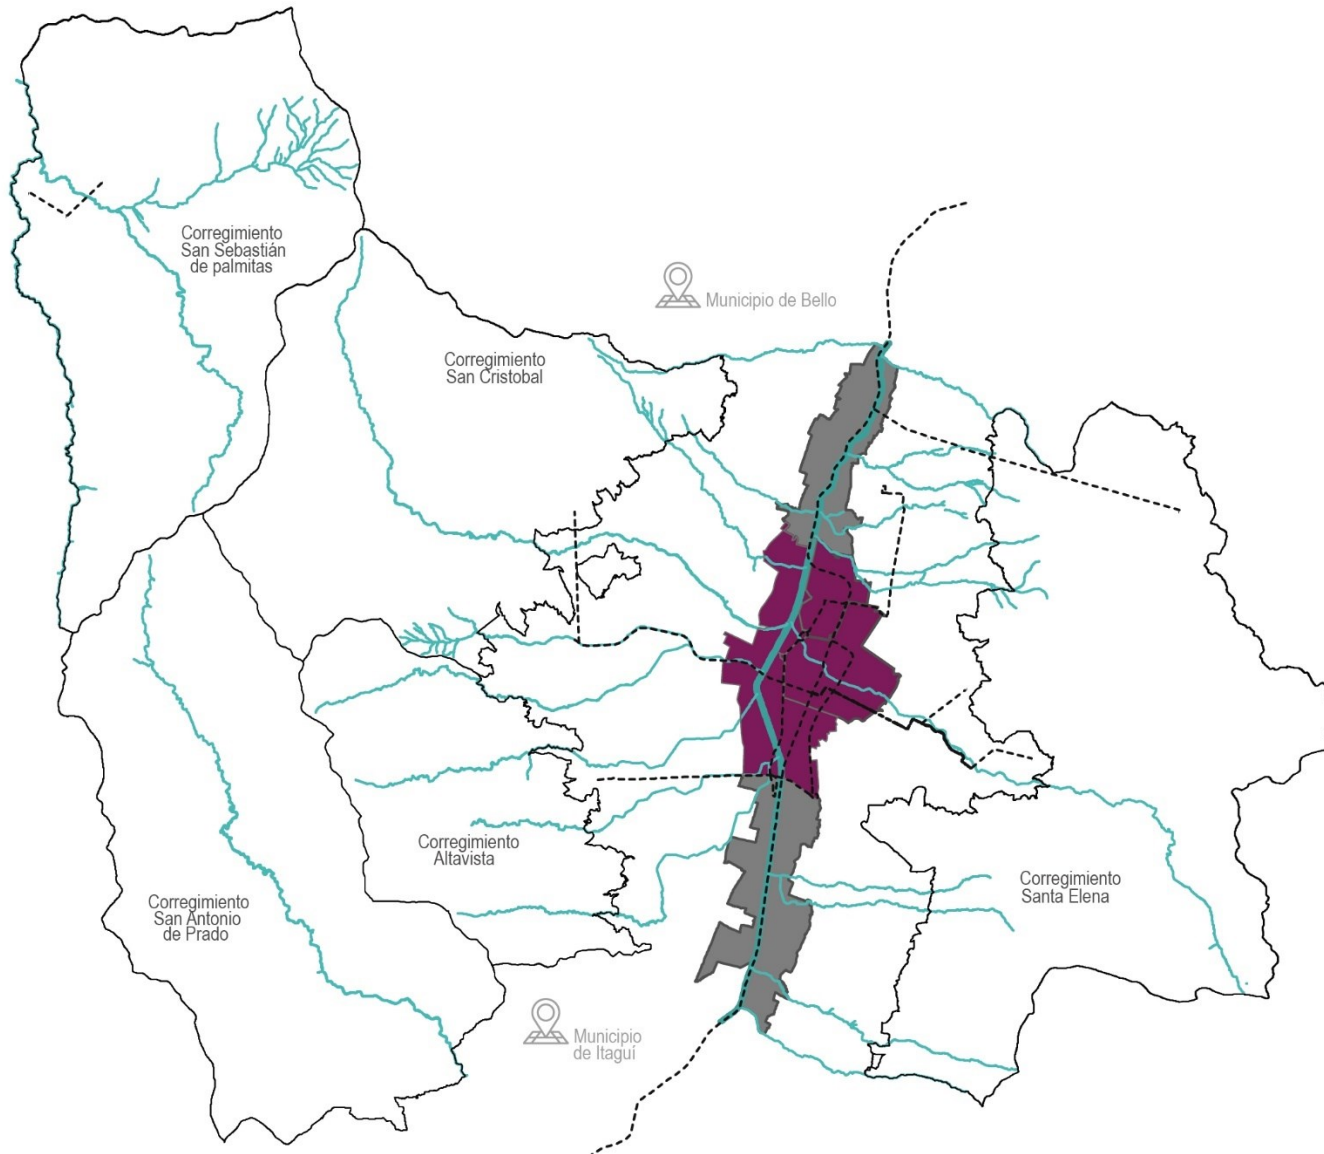 Corregimiento
San Sebastián
de palmitas
Municipio de Bello
Corregimiento
San Cristobal
Corregimiento
Altavista
Corregimiento
Santa Elena
Corregimiento
San Antonio
de Prado
Municipio
de Itaguí